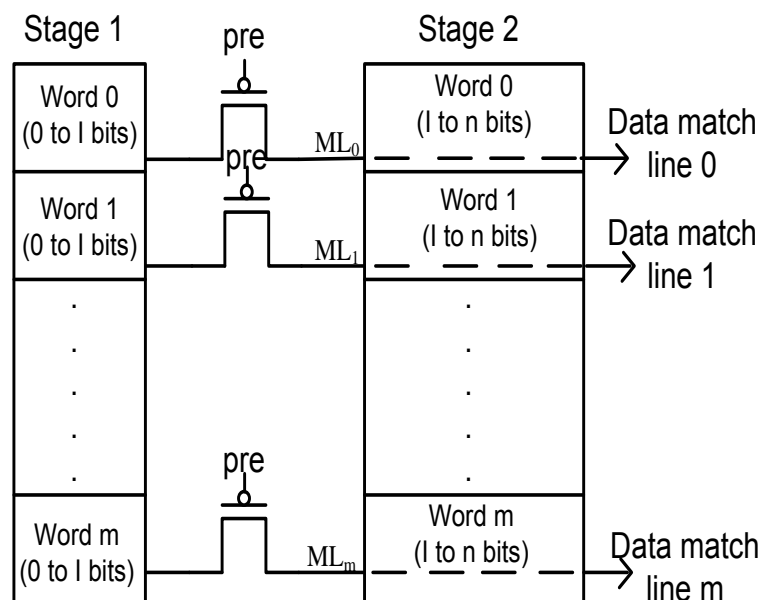 Stage 1
pre
Stage 2
Word 0
(0 to I bits)
Word 0
(I to n bits)
ML0
Data match
line 0
pre
Word 1
(0 to I bits)
Word 1
(I to n bits)
ML1
Data match
line 1
.
.
.
.
.
.
.
.
.
.
pre
Word m
(0 to I bits)
Word m
(I to n bits)
MLm
Data match
line m